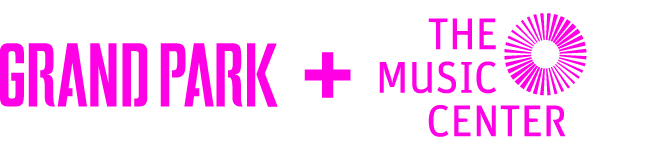 GRAND PARK + THE
MUSIC
CENTER